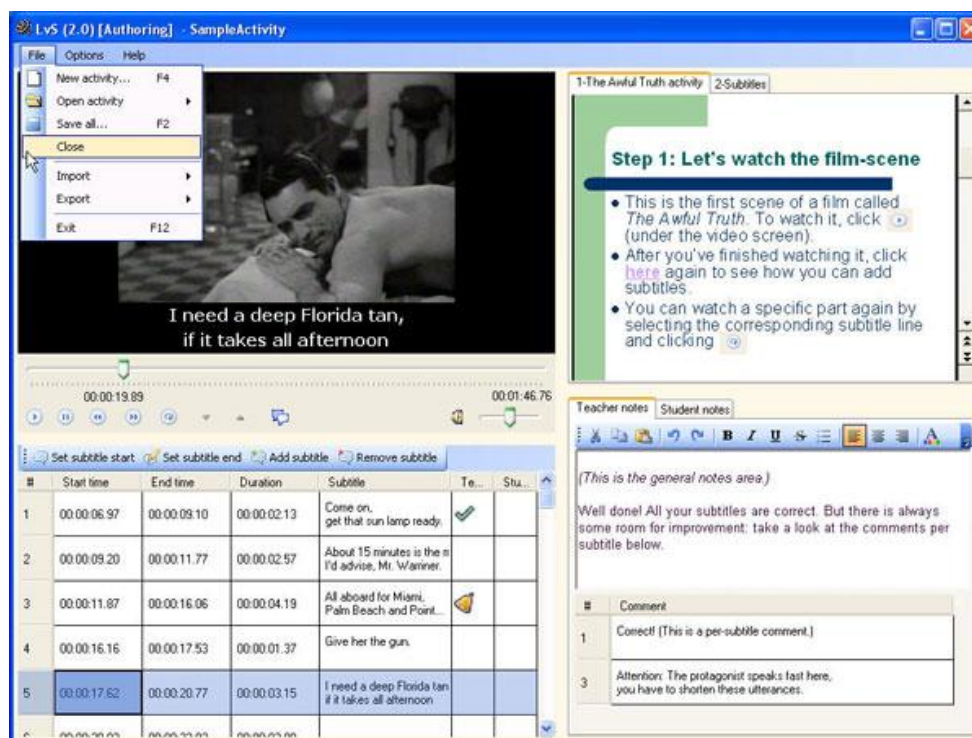 LvS (2.0) [Authoring] - SampleActivity
File Options Help
New activity... F4
Open activity
Save all... F2
Close
Import
Export
Exit F12
I need a deep Florida tan,
if it takes all afternoon
00:00:19.89 00:01:46.76
Set subtitle start Set subtitle end Add subtitle Remove subtitle
# Start time End time Duration Subtitle Te... Stu...
1 00:00:06.97 00:00:09.10 00:00:02.13 Come on,
get that sun lamp ready.
2 00:00:09.20 00:00:11.77 00:00:02.57 About 15 minutes is the m
I'd advise, Mr. Warriner.
3 00:00:11.87 00:00:16.06 00:00:04.19 All aboard for Miami,
Palm Beach and Point...
4 00:00:16.16 00:00:17.53 00:00:01.37 Give her the gun.
5 00:00:17.62 00:00:20.77 00:00:03.15 I need a deep Florida tan
if it takes all afternoon
1-The Awful Truth activity 2-Subtitles
Step 1: Let's watch the film-scene
This is the first scene of a film called
The Awful Truth. To watch it, click
(under the video screen).
After you've finished watching it, click
here again to see how you can add
subtitles.
You can watch a specific part again by
selecting the corresponding subtitle line
and clicking
Teacher notes Student notes
B I U S A
(This is the general notes area.)
Well done! All your subtitles are correct. But there is always
some room for improvement: take a look at the comments per
subtitle below.
# Comment
1 Correct! (This is a per-subtitle comment.)
3 Attention: The protagonist speaks fast here,
you have to shorten these utterances.